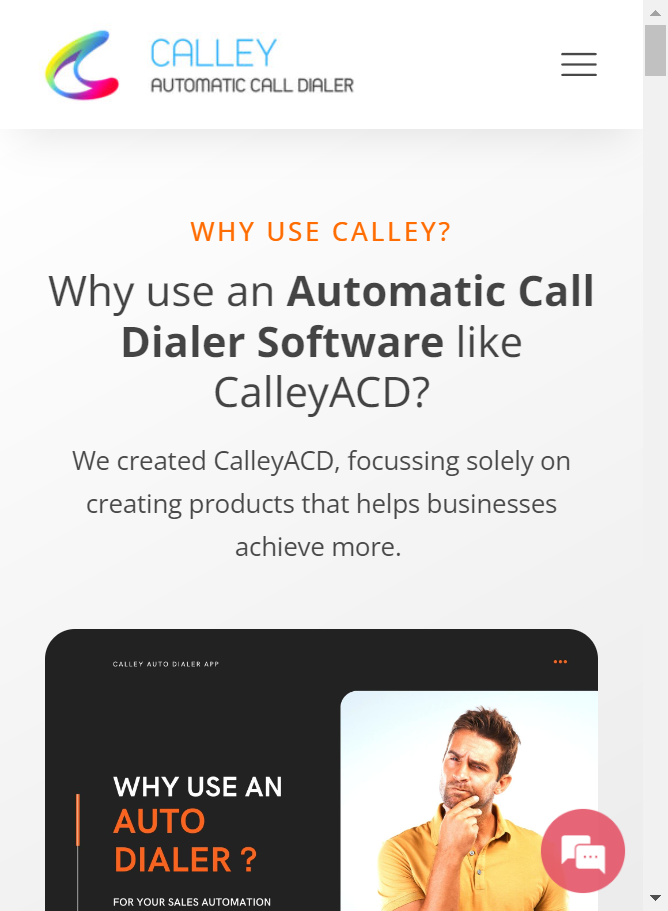 CALLEY
AUTOMATIC CALL DIALER
WHY USE CALLEY?
Why use an Automatic Call
Dialer Software like
CalleyACD?
We created CalleyACD, focussing solely on
creating products that helps businesses
achieve more.
CALLEY AUTO DIALER APP
WHY USE AN
AUTO
DIALER ?
FOR YOUR SALES AUTOMATION